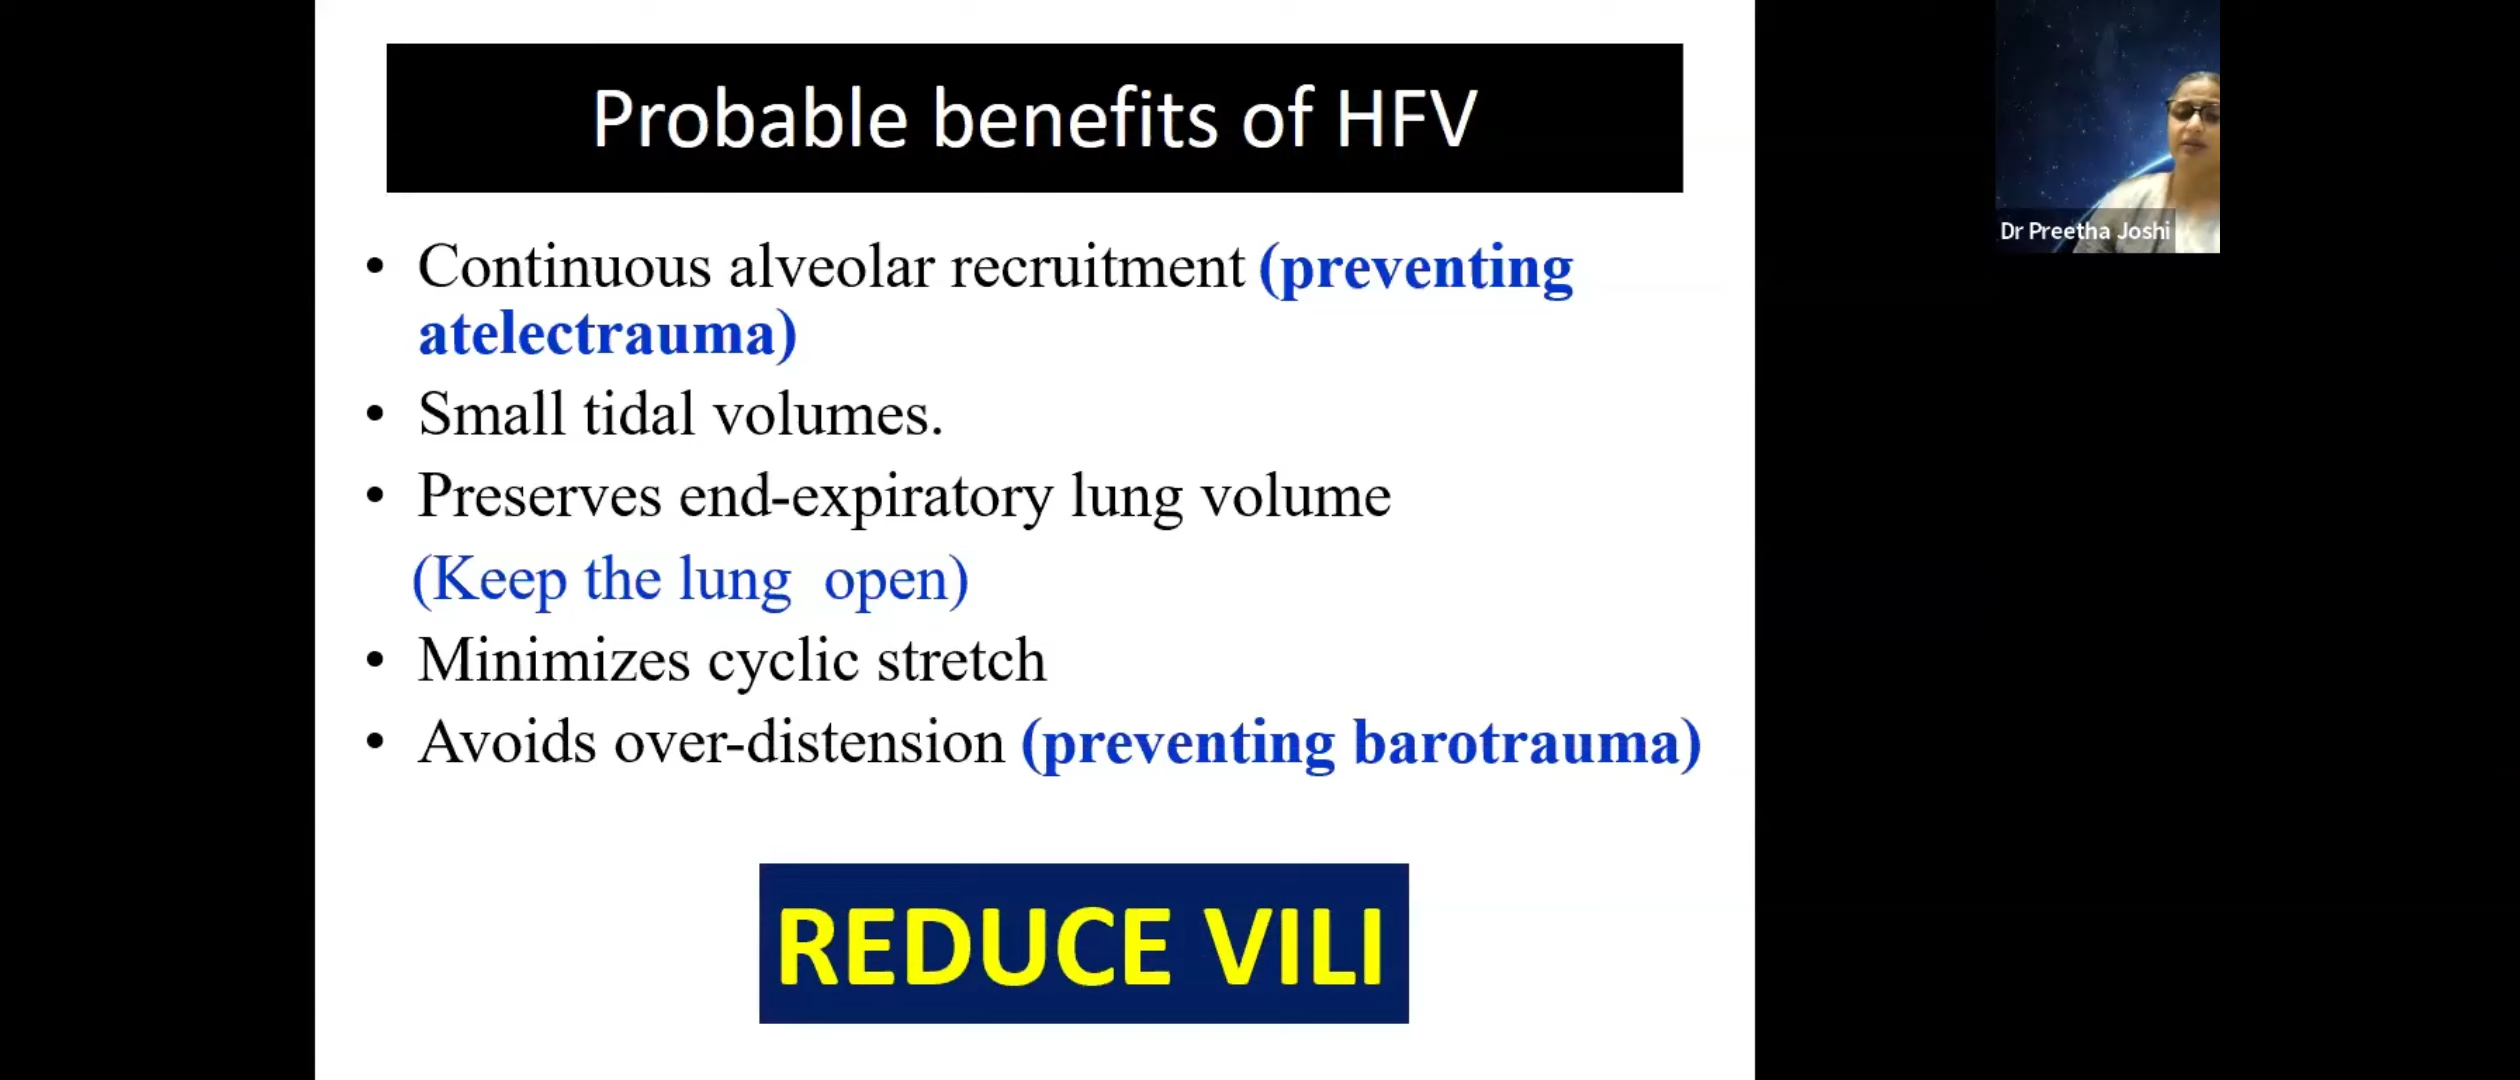 Probable benefits of HFV
• Continuous alveolar recruitment (preventing
atelectrauma)
• Small tidal volumes.
• Preserves end-expiratory lung volume
(Keep the lung open)
• Minimizes cyclic stretch
• Avoids over-distension (preventing barotrauma)
REDUCE VILI
Dr Preetha Joshi